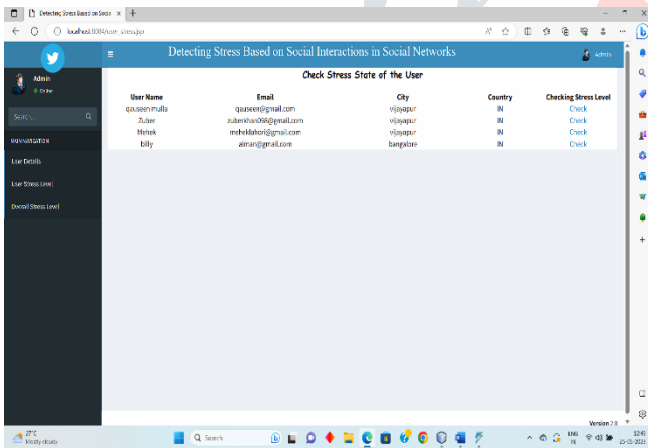 Detecting Stress Based on Socia
localhost:8084/user_stress.jsp
Detecting Stress Based on Social Interactions in Social Networks
Admin
Admin
Online
Check Stress State of the User
User Name Email City Country Checking Stress Level
qauseen mulla qauseen@gmail.com vijayapur IN Check
Zuber zuberkhan098@gmail.com vijayapur IN Check
Mehek meheklahori@gmail.com vijayapur IN Check
billy aiman@gmail.com bangalore IN Check
Search...
MAIN NAVIGATION
User Details
User Stress Level
Overall Stress Level
Version 2.0
27°C
Mostly cloudy
Search
ENG
IN
12:43